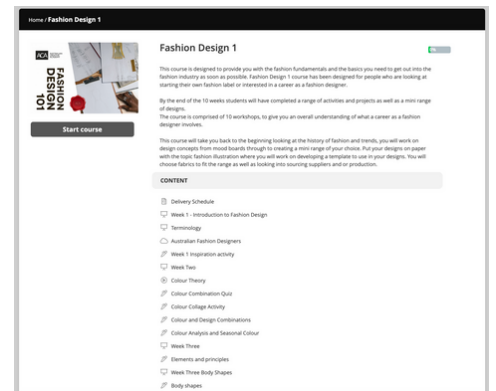 Home / Fashion Design 1
ACA
FASHION
DESIGN
101
Start course
Fashion Design 1
This course is designed to provide you with the fashion fundamentals and the basics you need to get out into the
fashion industry as soon as possible. Fashion Design 1 course has been designed for people who are looking at
starting their own fashion label or interested in a career as a fashion designer.
By the end of the 10 weeks students will have completed a range of activities and projects as well as a mini range
of designs.
The course is comprised of 10 workshops, to give you an overall understanding of what a career as a fashion
designer involves.
This course will take you back to the beginning looking at the history of fashion and trends, you will work on
design concepts from mood boards through to creating a mini range of your choice. Put your designs on paper
with the topic fashion illustration where you will work on developing a template to use in your designs. You will
choose fabrics to fit the range as well as looking into sourcing suppliers and or production.
CONTENT
Delivery Schedule
Week 1 - Introduction to Fashion Design
Terminology
Australian Fashion Designers
Week 1 Inspiration activity
Week Two
Colour Theory
Colour Combination Quiz
Colour Collage Activity
Colour and Design Combinations
Colour Analysis and Seasonal Colour
Week Three
Elements and principles
Week Three Body Shapes
Body shapes